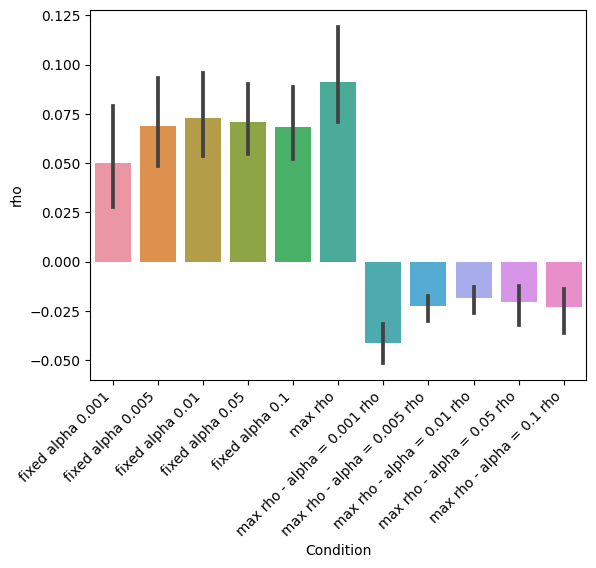 0.125
0.100
0.075
0.050
0.025
0.000
−0.025
−0.050
rho
fixed alpha 0.001
fixed alpha 0.005
fixed alpha 0.01
fixed alpha 0.05
fixed alpha 0.1
max rho
max rho - alpha = 0.001 rho
max rho - alpha = 0.005 rho
max rho - alpha = 0.01 rho
max rho - alpha = 0.05 rho
max rho - alpha = 0.1 rho
Condition